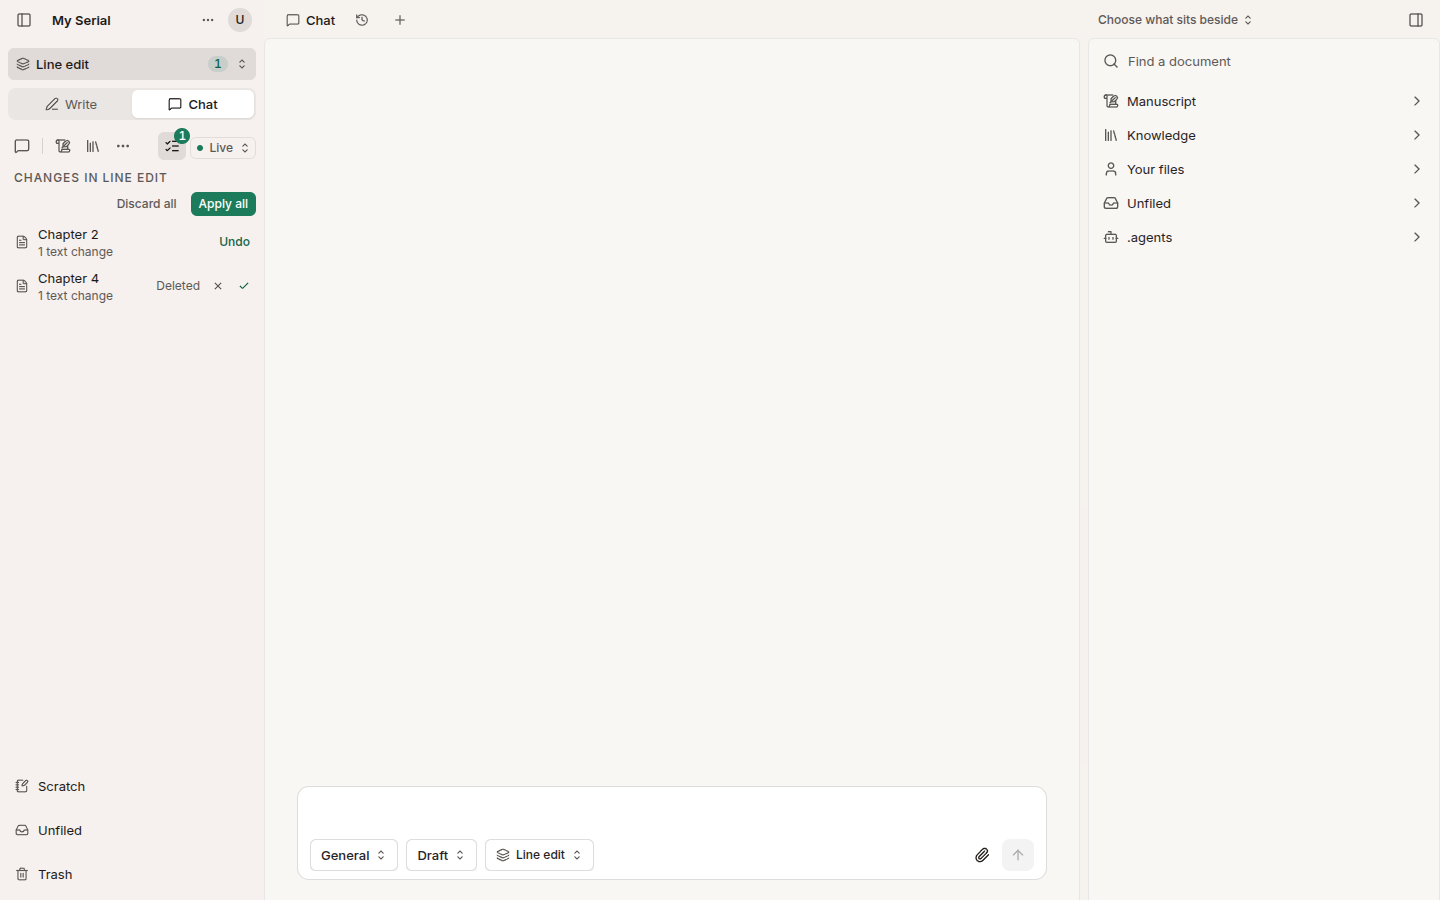 My Serial
U
Chat
Choose what sits beside
Line edit
1
Write
Chat
1
Live
CHANGES IN LINE EDIT
Discard all
Apply all
Chapter 2
1 text change
Undo
Chapter 4
1 text change
Deleted
Find a document
Manuscript
Knowledge
Your files
Unfiled
.agents
Scratch
Unfiled
Trash
General
Draft
Line edit